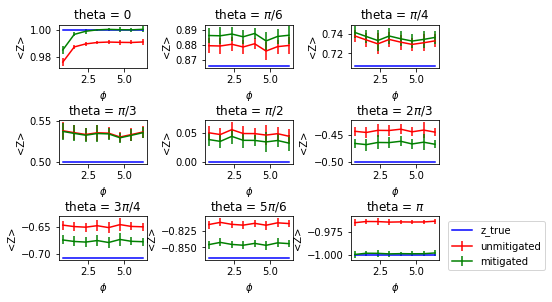 theta = 0 theta = π/6 theta = π/4
<Z> 1.00 0.98 <Z> 0.89 0.88 0.87 <Z> 0.74 0.72
2.5 5.0 2.5 5.0 2.5 5.0
ϕ ϕ ϕ
theta = π/3 theta = π/2 theta = 2π/3
<Z> 0.55 0.50 <Z> 0.05 0.00 <Z> −0.45 −0.50
2.5 5.0 2.5 5.0 2.5 5.0
ϕ ϕ ϕ
theta = 3π/4 theta = 5π/6 theta = π
<Z> −0.65 −0.70 <Z> −0.825 −0.850 <Z> −0.975 −1.000
2.5 5.0 2.5 5.0 2.5 5.0
ϕ ϕ ϕ
z_true
unmitigated
mitigated